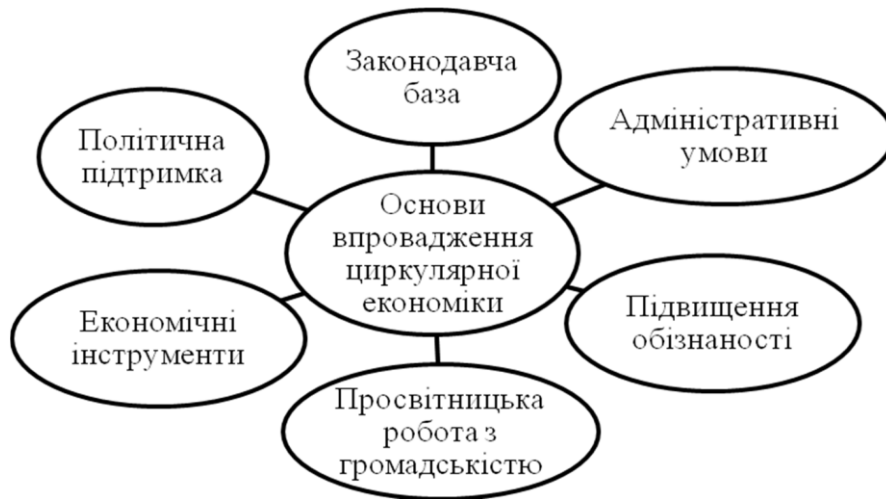 Законодавча
база
Політична
підтримка
Адміністративні
умови
Основи
впровадження
циркулярної
економіки
Економічні
інструменти
Підвищення
обізнаності
Просвітницька
робота з
громадськістю